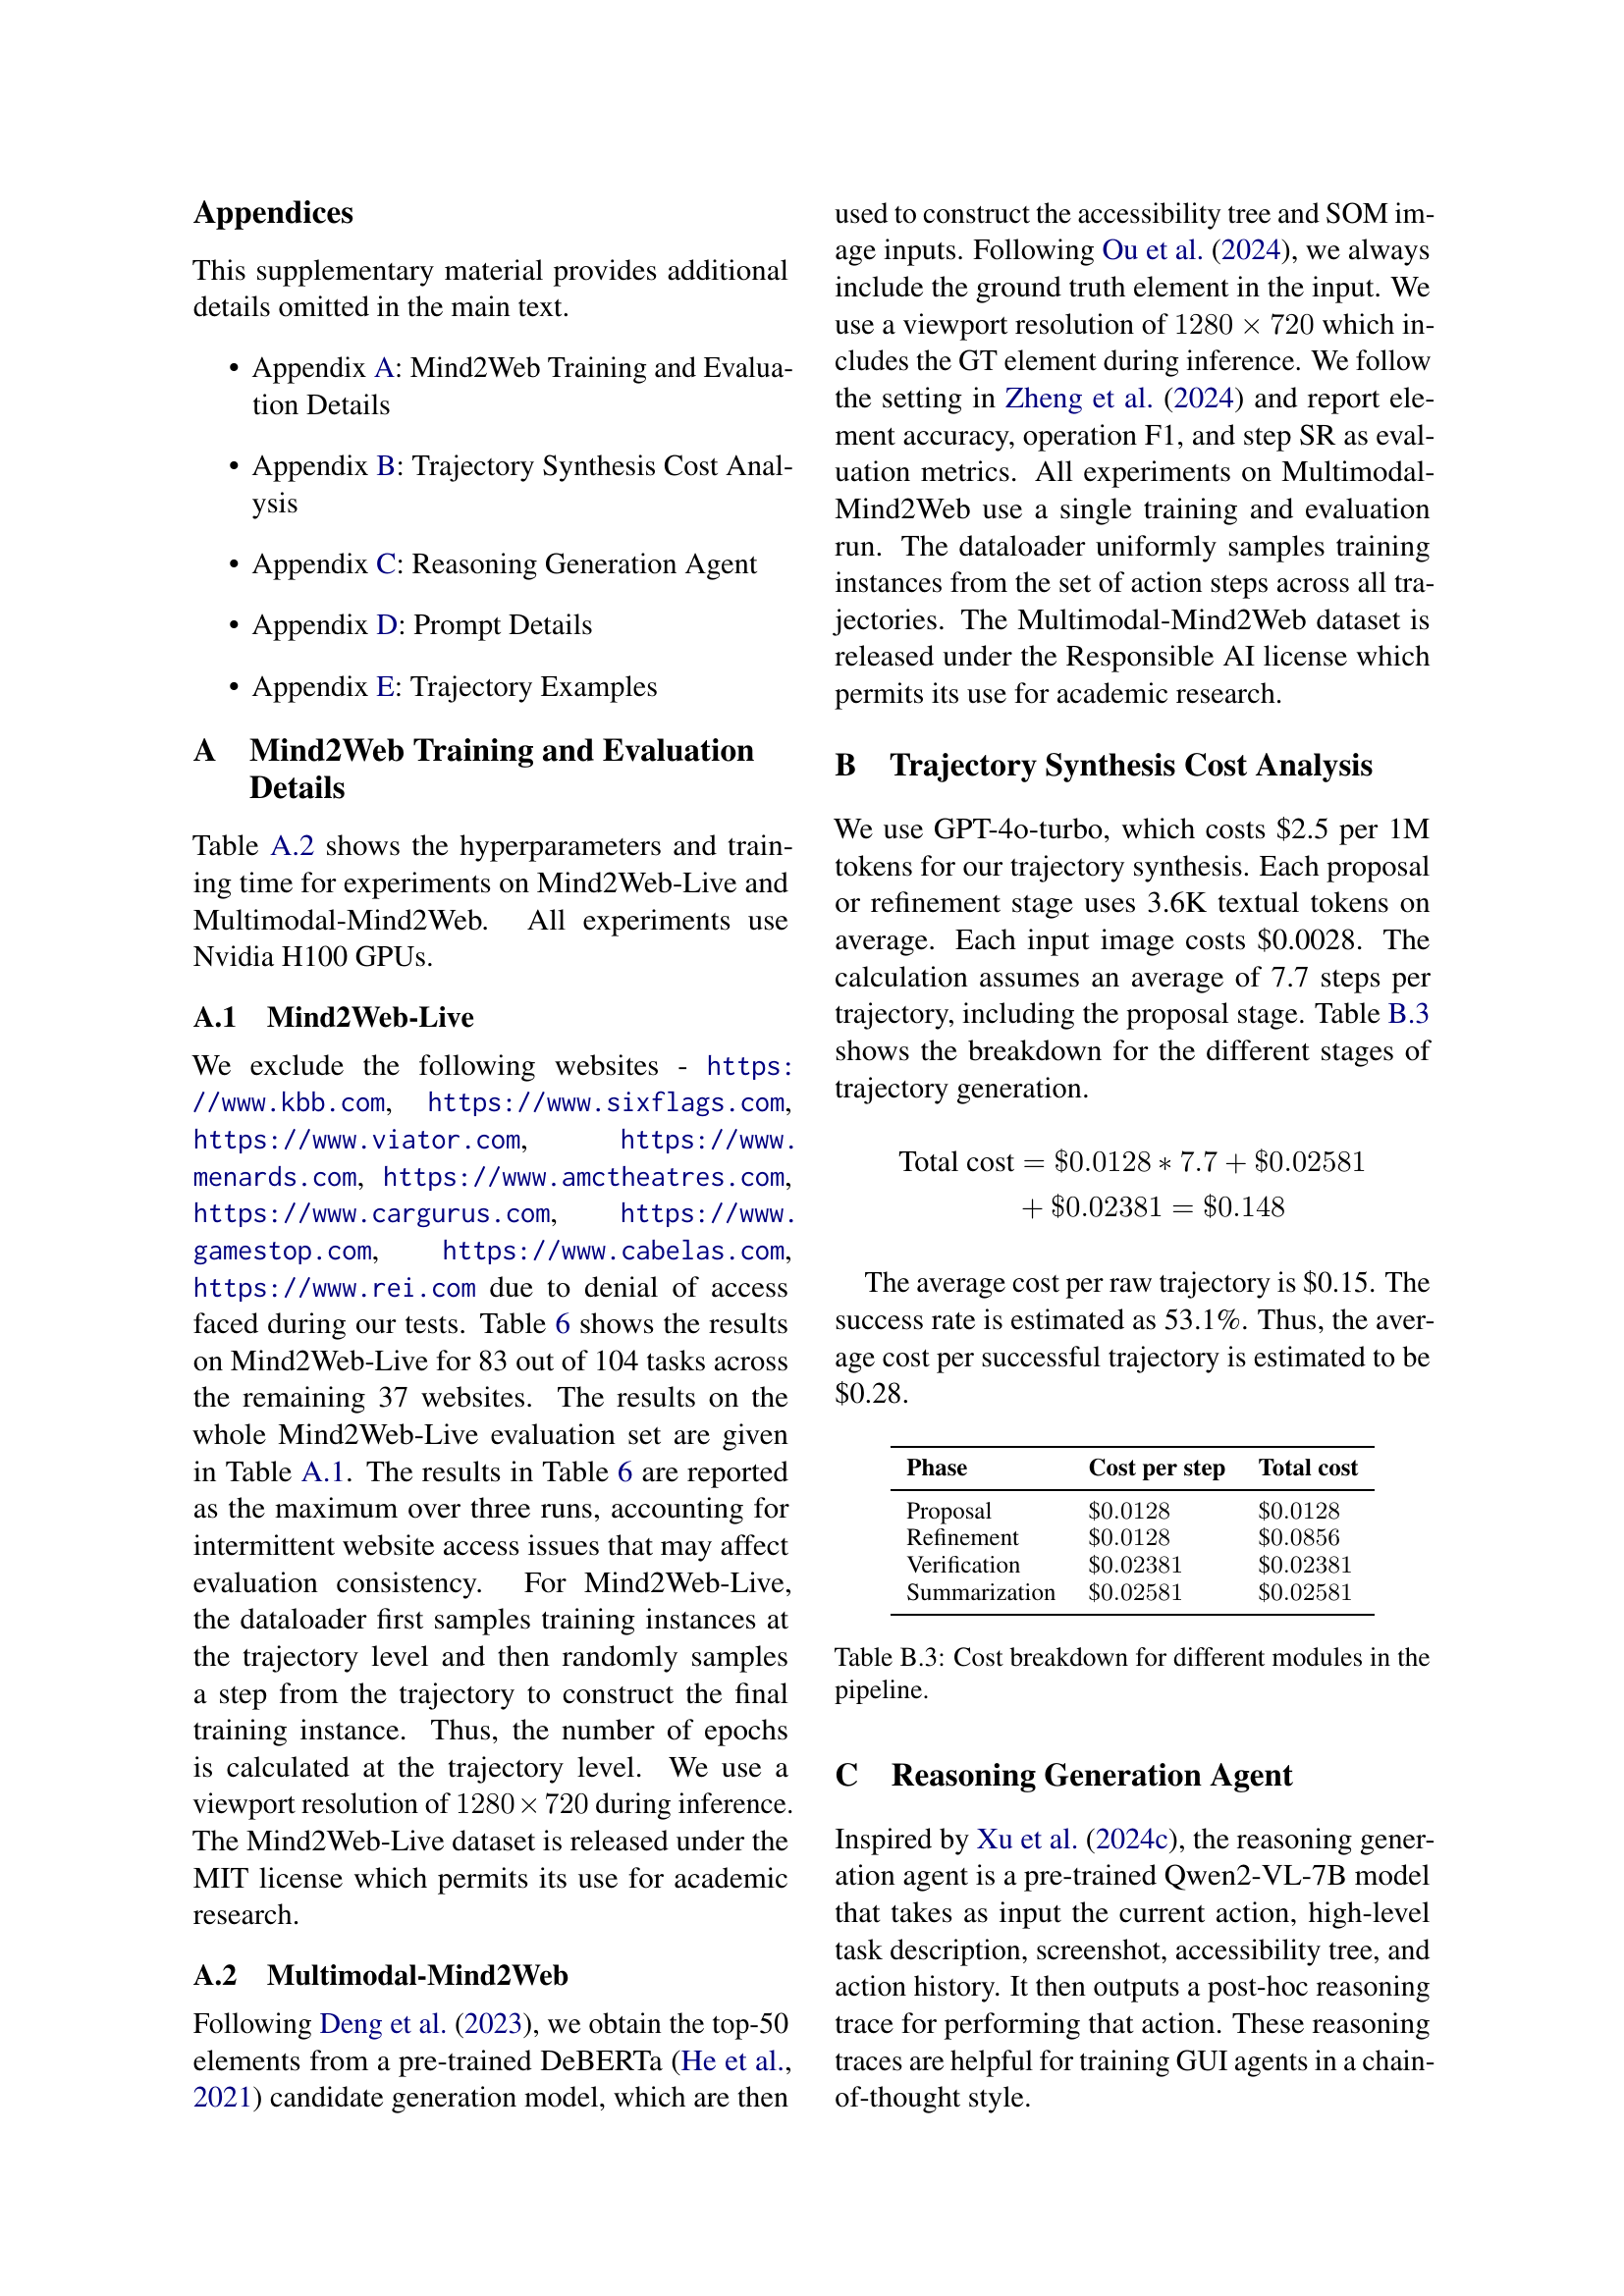 Appendices
This supplementary material provides additional
details omitted in the main text.
• Appendix A: Mind2Web Training and Evalua-
tion Details
• Appendix B: Trajectory Synthesis Cost Anal-
ysis
• Appendix C: Reasoning Generation Agent
• Appendix D: Prompt Details
• Appendix E: Trajectory Examples
A Mind2Web Training and Evaluation
Details
Table A.2 shows the hyperparameters and train-
ing time for experiments on Mind2Web-Live and
Multimodal-Mind2Web. All experiments use
Nvidia H100 GPUs.
A.1 Mind2Web-Live
We exclude the following websites - https:
//www.kbb.com, https://www.sixflags.com,
https://www.viator.com, https://www.
menards.com, https://www.amctheatres.com,
https://www.cargurus.com, https://www.
gamestop.com, https://www.cabelas.com,
https://www.rei.com due to denial of access
faced during our tests. Table 6 shows the results
on Mind2Web-Live for 83 out of 104 tasks across
the remaining 37 websites. The results on the
whole Mind2Web-Live evaluation set are given
in Table A.1. The results in Table 6 are reported
as the maximum over three runs, accounting for
intermittent website access issues that may affect
evaluation consistency. For Mind2Web-Live,
the dataloader first samples training instances at
the trajectory level and then randomly samples
a step from the trajectory to construct the final
training instance. Thus, the number of epochs
is calculated at the trajectory level. We use a
viewport resolution of 1280 × 720 during inference.
The Mind2Web-Live dataset is released under the
MIT license which permits its use for academic
research.
A.2 Multimodal-Mind2Web
Following Deng et al. (2023), we obtain the top-50
elements from a pre-trained DeBERTa (He et al.,
2021) candidate generation model, which are then
used to construct the accessibility tree and SOM im-
age inputs. Following Ou et al. (2024), we always
include the ground truth element in the input. We
use a viewport resolution of 1280 × 720 which in-
cludes the GT element during inference. We follow
the setting in Zheng et al. (2024) and report ele-
ment accuracy, operation F1, and step SR as eval-
uation metrics. All experiments on Multimodal-
Mind2Web use a single training and evaluation
run. The dataloader uniformly samples training
instances from the set of action steps across all tra-
jectories. The Multimodal-Mind2Web dataset is
released under the Responsible AI license which
permits its use for academic research.
B Trajectory Synthesis Cost Analysis
We use GPT-4o-turbo, which costs $2.5 per 1M
tokens for our trajectory synthesis. Each proposal
or refinement stage uses 3.6K textual tokens on
average. Each input image costs $0.0028. The
calculation assumes an average of 7.7 steps per
trajectory, including the proposal stage. Table B.3
shows the breakdown for the different stages of
trajectory generation.
Total cost = $0.0128 ∗ 7.7 + $0.02581
+ $0.02381 = $0.148
The average cost per raw trajectory is $0.15. The
success rate is estimated as 53.1%. Thus, the aver-
age cost per successful trajectory is estimated to be
$0.28.
Phase Cost per step Total cost
Proposal $0.0128 $0.0128
Refinement $0.0128 $0.0856
Verification $0.02381 $0.02381
Summarization $0.02581 $0.02581
Table B.3: Cost breakdown for different modules in the
pipeline.
C Reasoning Generation Agent
Inspired by Xu et al. (2024c), the reasoning gener-
ation agent is a pre-trained Qwen2-VL-7B model
that takes as input the current action, high-level
task description, screenshot, accessibility tree, and
action history. It then outputs a post-hoc reasoning
trace for performing that action. These reasoning
traces are helpful for training GUI agents in a chain-
of-thought style.